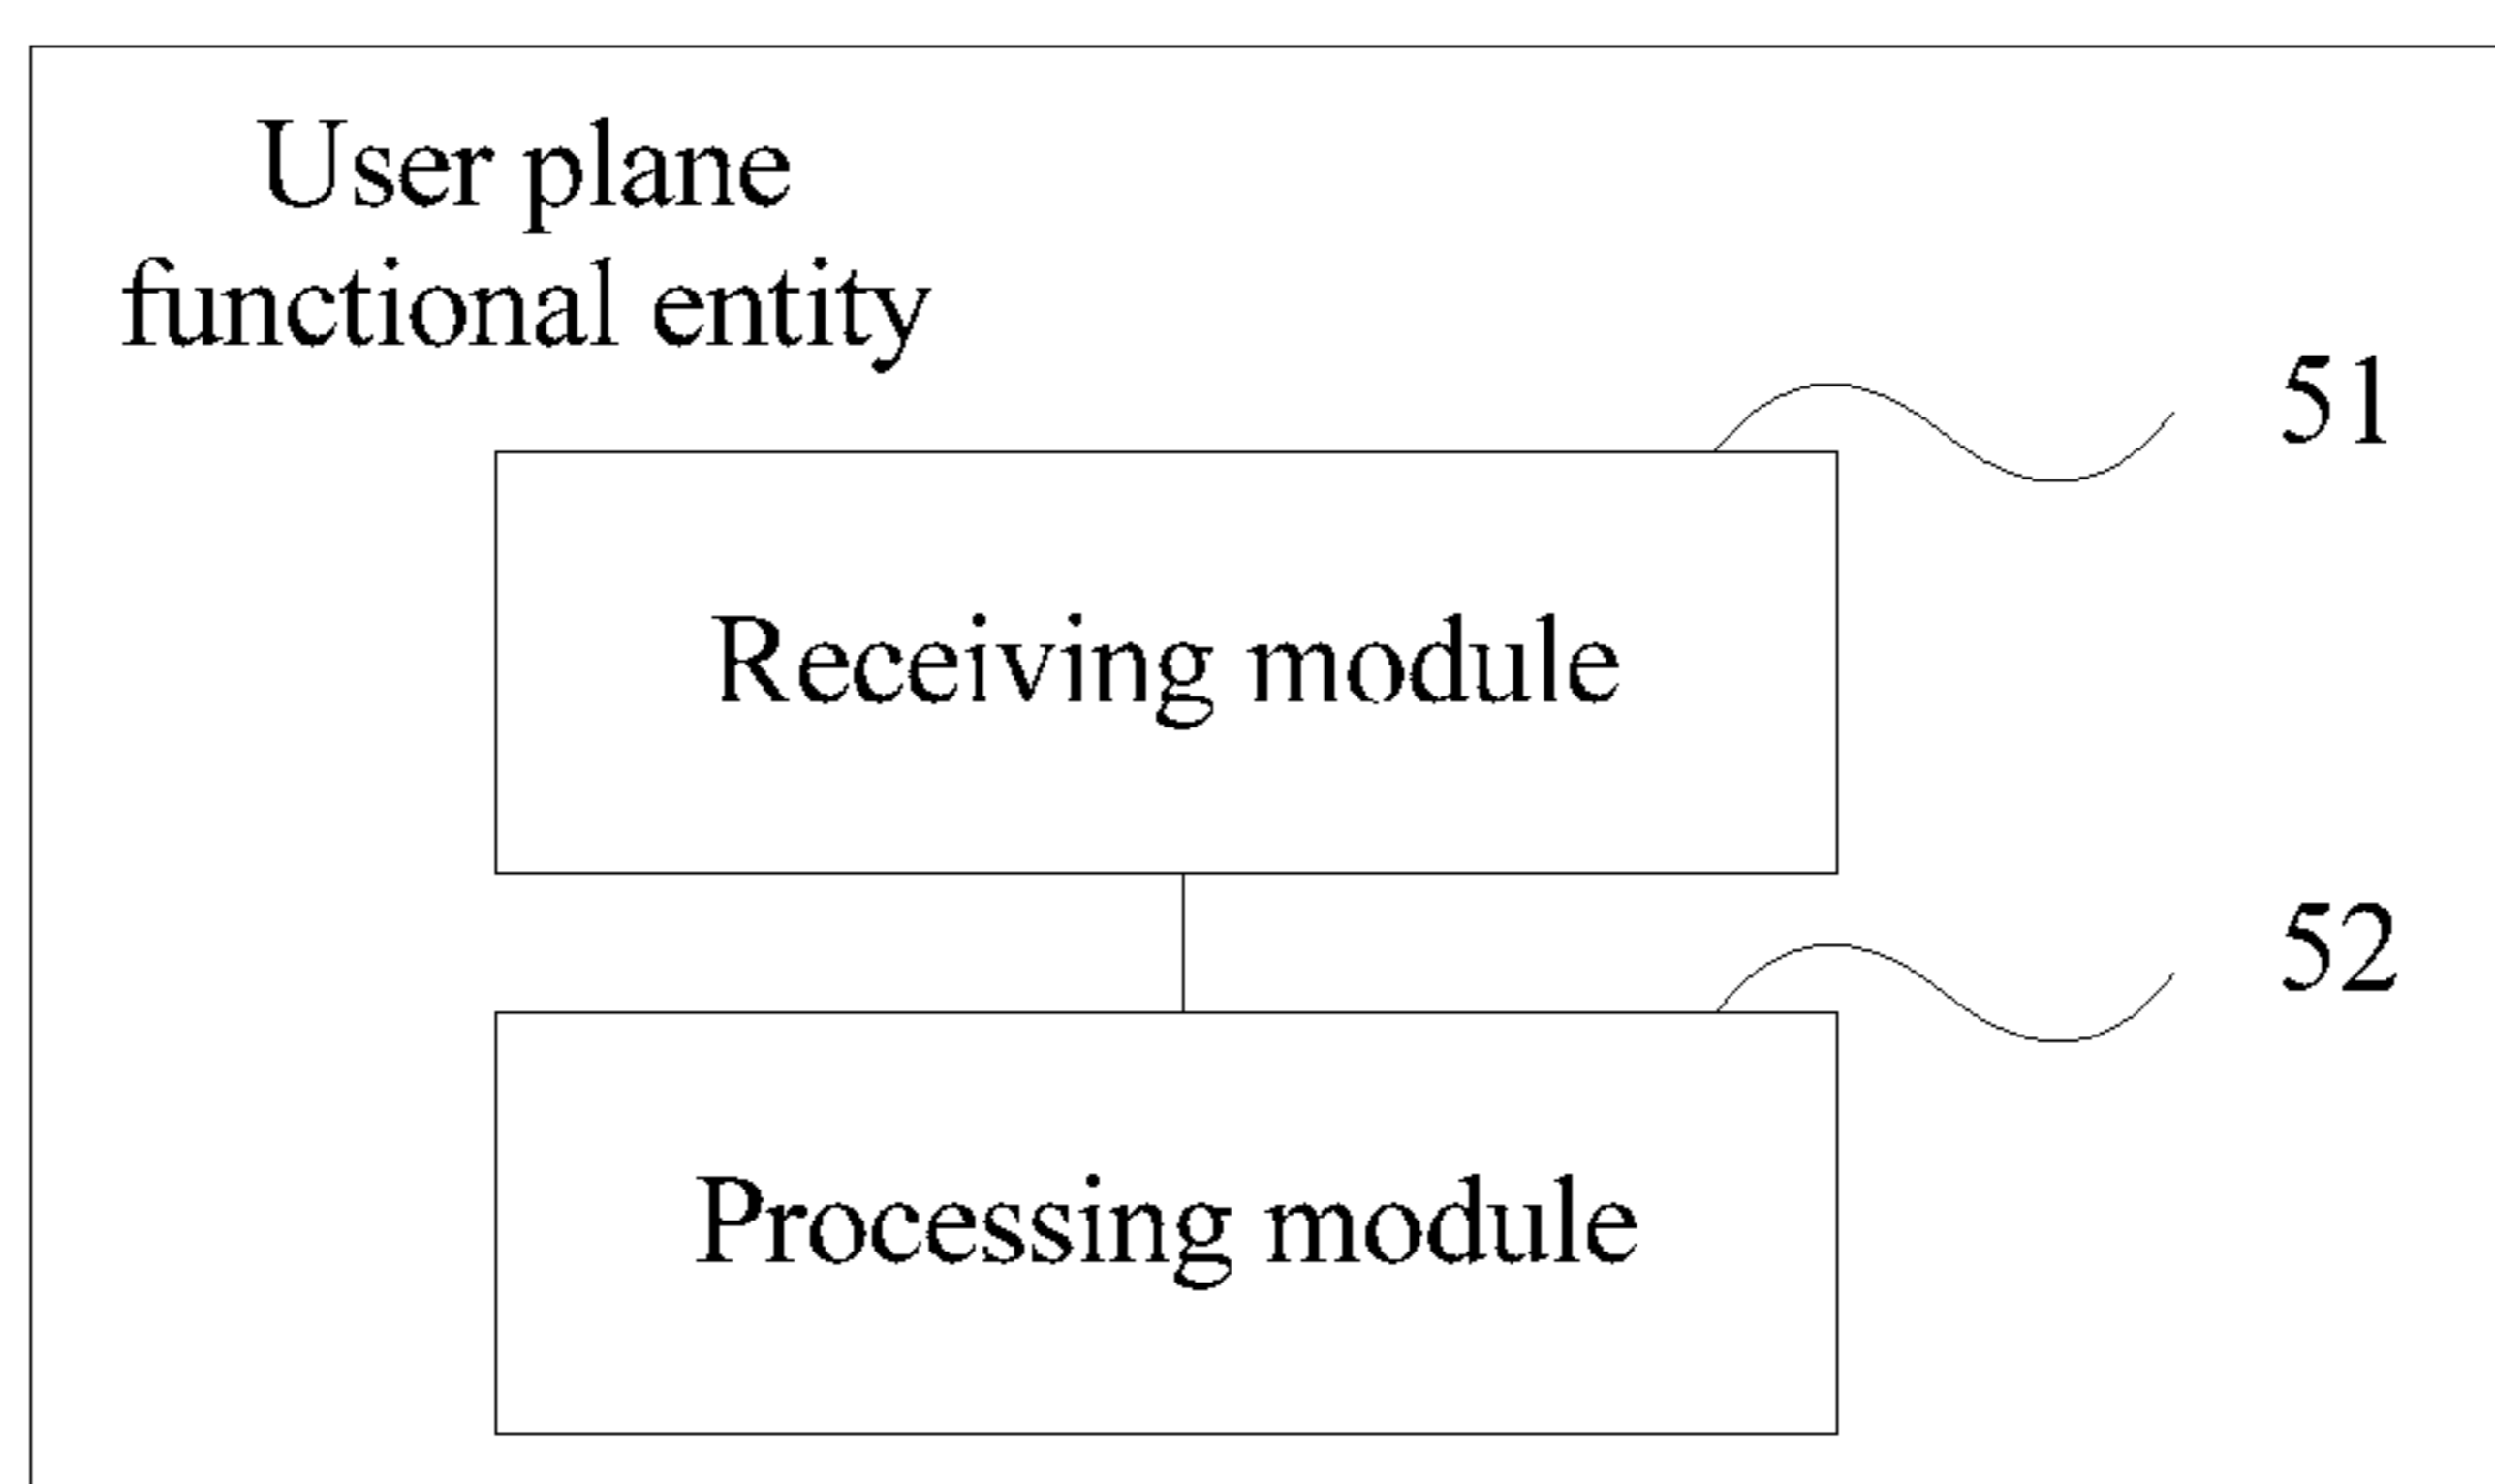 User plane
functional entity
51
Receiving module
52
Processing module